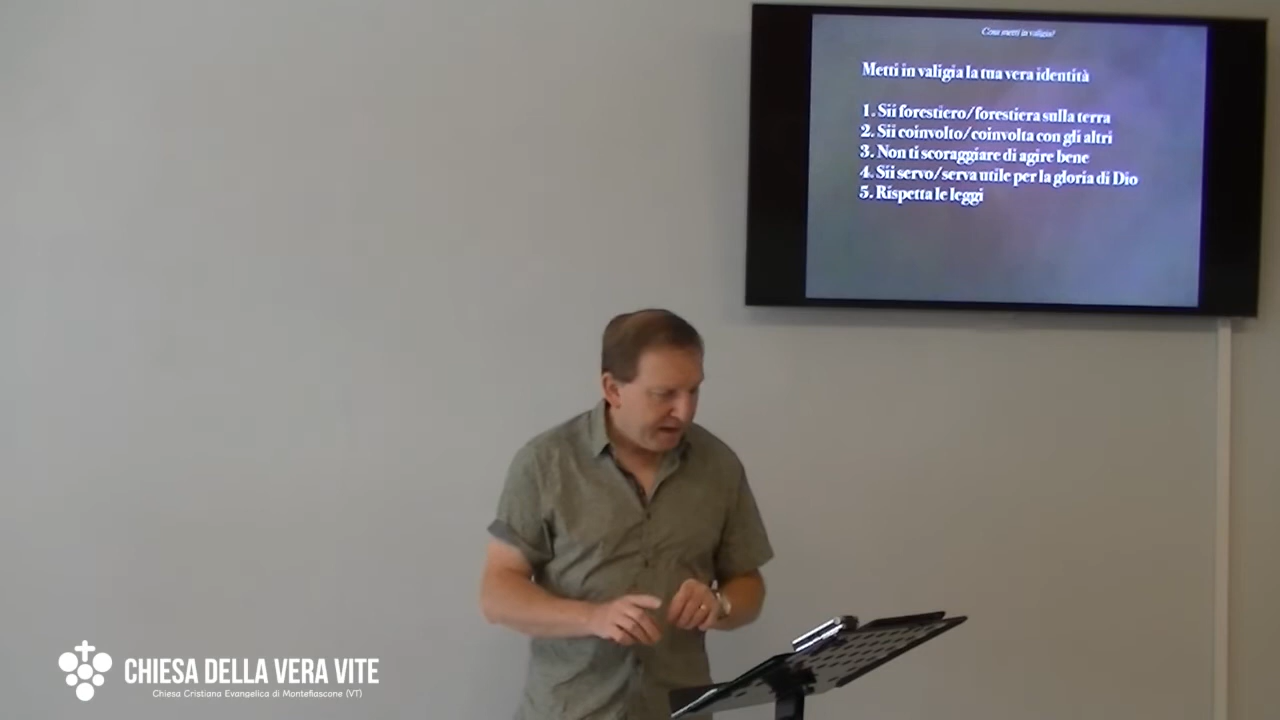 Cosa metti in valigia?
Metti in valigia la tua vera identità
1. Sii forestiero/forestiera sulla terra
2. Sii coinvolto/coinvolta con gli altri
3. Non ti scoraggiare di agire bene
4. Sii servo/serva utile per la gloria di Dio
5. Rispetta le leggi
CHIESA DELLA VERA VITE
Chiesa Cristiana Evangelica di Montefiascone (VT)